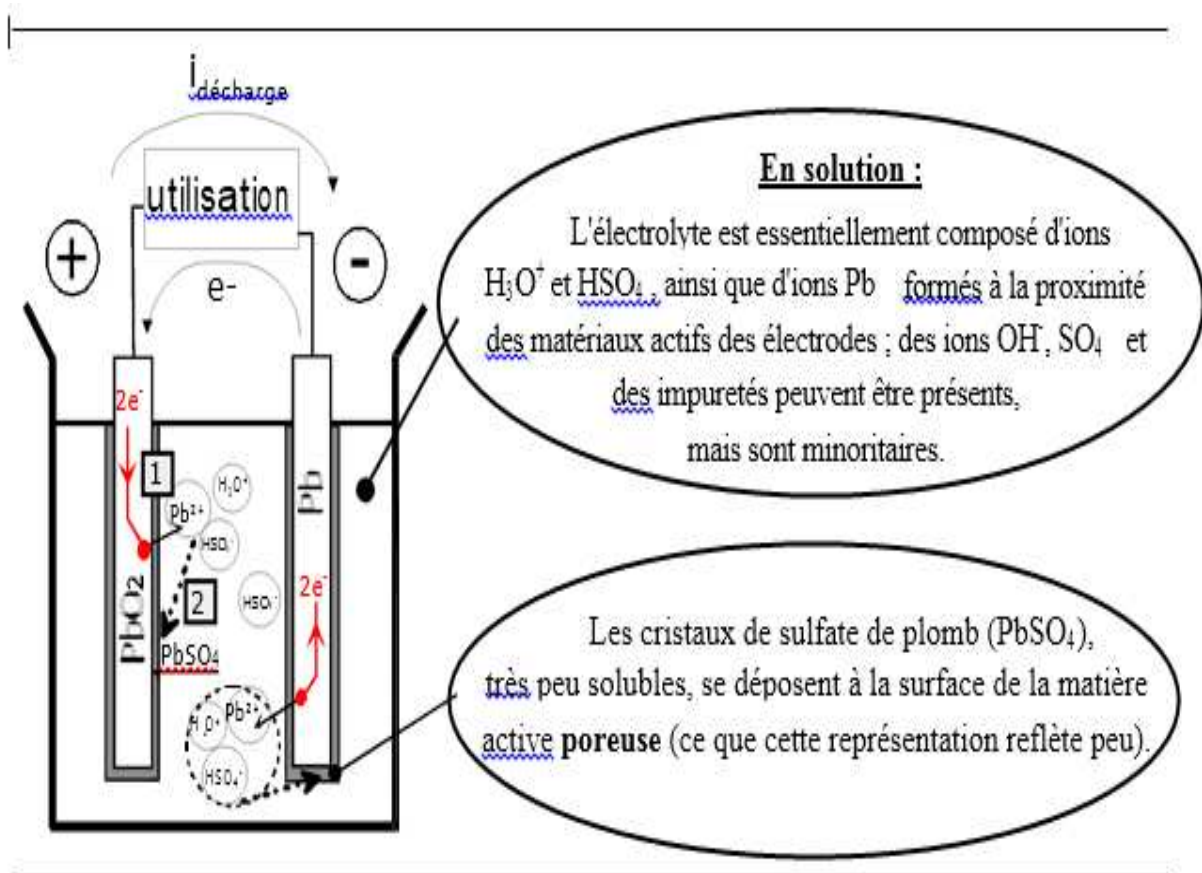 i décharge
utilisation
+
-
e-
2e⁻
1
Pb²⁺
H₃O⁺
HSO₄⁻
PbO₂
2
PbSO₄
HSO₄⁻
Pb
2e⁻
H₃O⁺
Pb²⁺
HSO₄⁻
En solution :
L'électrolyte est essentiellement composé d'ions
H₃O⁺ et HSO₄ , ainsi que d'ions Pb formés à la proximité
des matériaux actifs des électrodes ; des ions OH⁻, SO₄ et
des impuretés peuvent être présents,
mais sont minoritaires.
Les cristaux de sulfate de plomb (PbSO₄),
très peu solubles, se déposent à la surface de la matière
active poreuse (ce que cette représentation reflète peu).